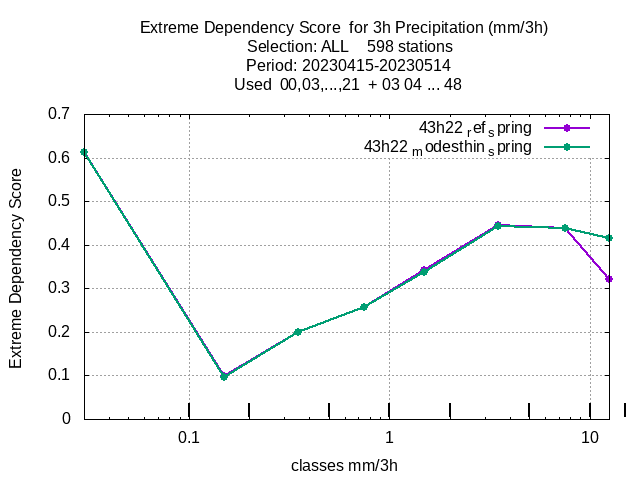 Extreme Dependency Score  for 3h Precipitation (mm/3h)
Selection: ALL    598 stations
Period: 20230415-20230514
Used  00,03,...,21  + 03 04 ... 48
43h22 ref spring
43h22 modesthin spring
Extreme Dependency Score
0.7
0.6
0.5
0.4
0.3
0.2
0.1
0
0.1 1 10
classes mm/3h